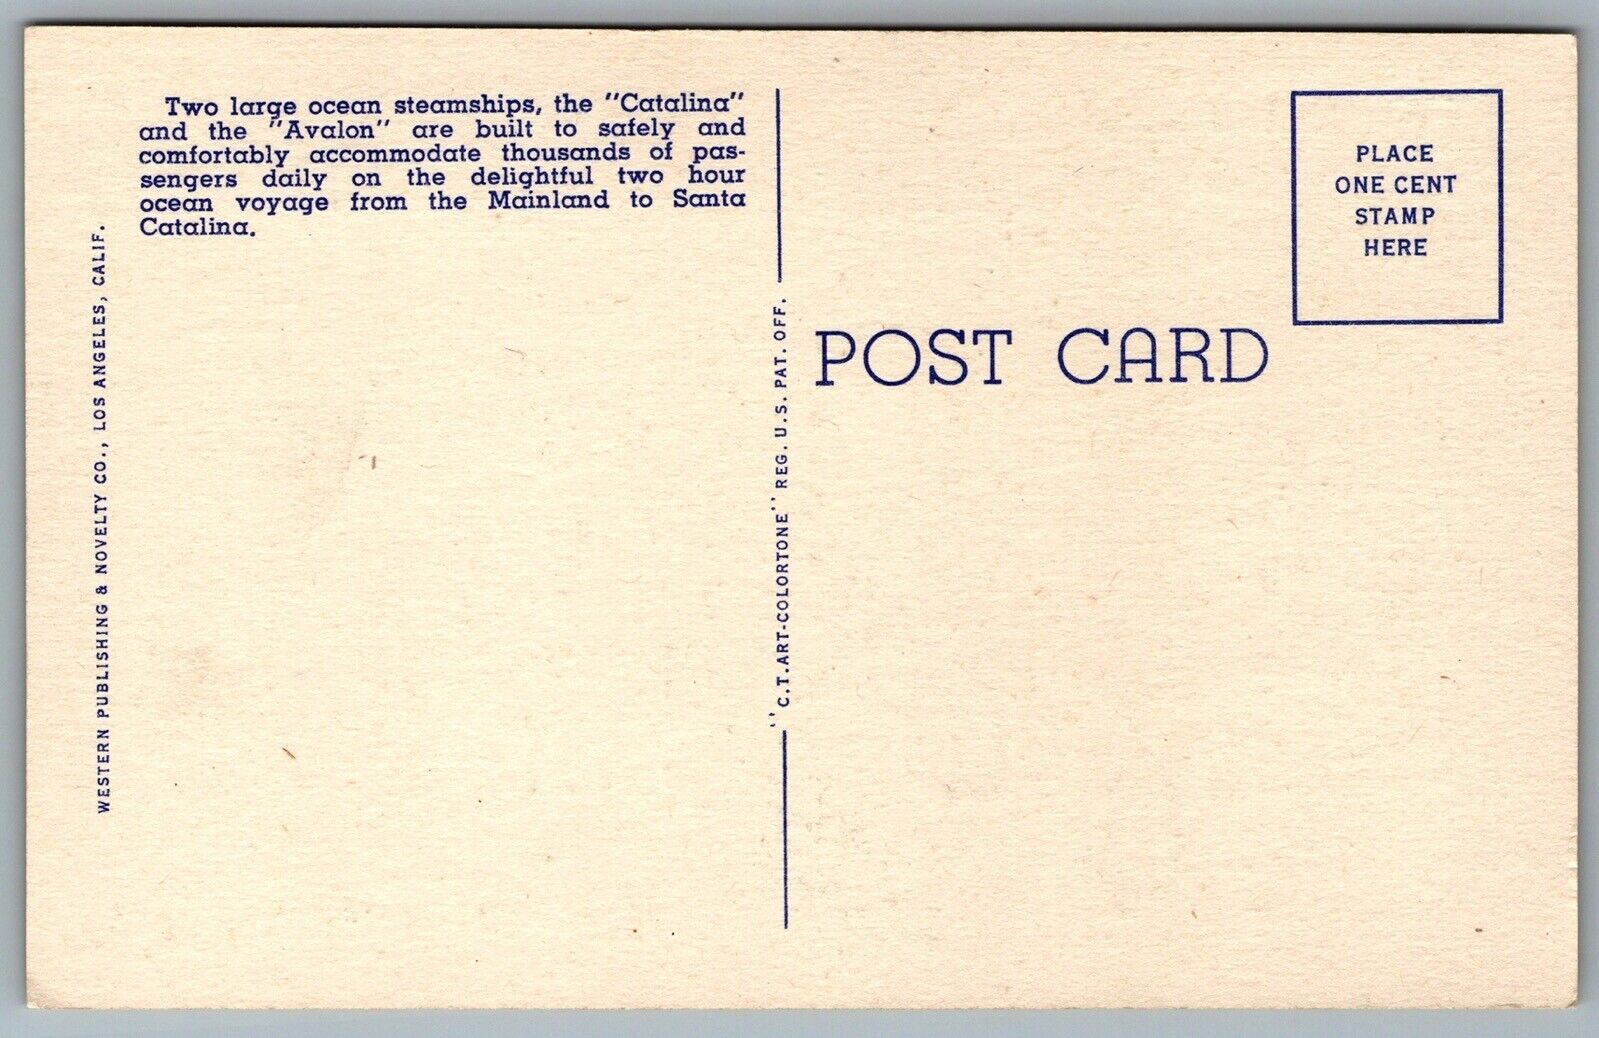 Two large ocean steamships, the "Catalina"
and the "Avalon" are built to safely and
comfortably accommodate thousands of pas-
sengers daily on the delightful two hour
ocean voyage from the Mainland to Santa
Catalina.
WESTERN PUBLISHING & NOVELTY CO., LOS ANGELES, CALIF.
"C.T.ART-COLORTONE" REG. U.S. PAT. OFF.
POST CARD
PLACE
ONE CENT
STAMP
HERE